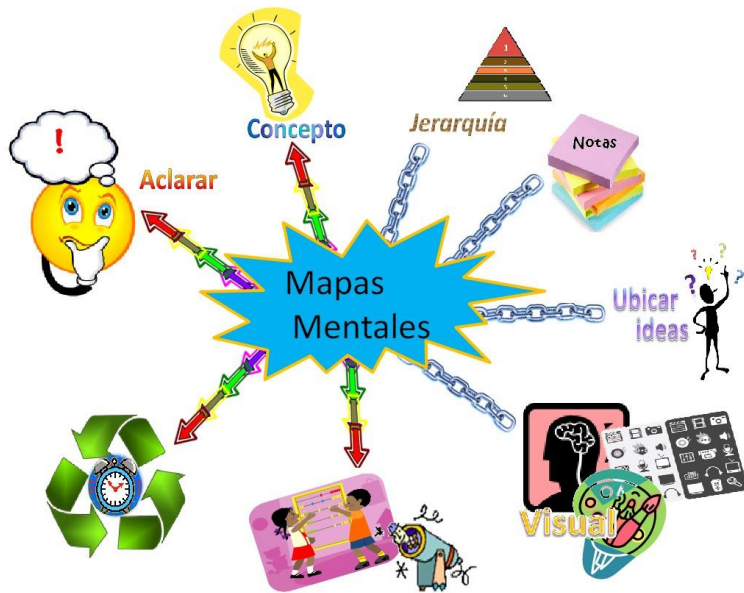 Concepto
Jerarquía
Notas
!
Aclarar
Mapas
Mentales
Ubicar
ideas
Visual